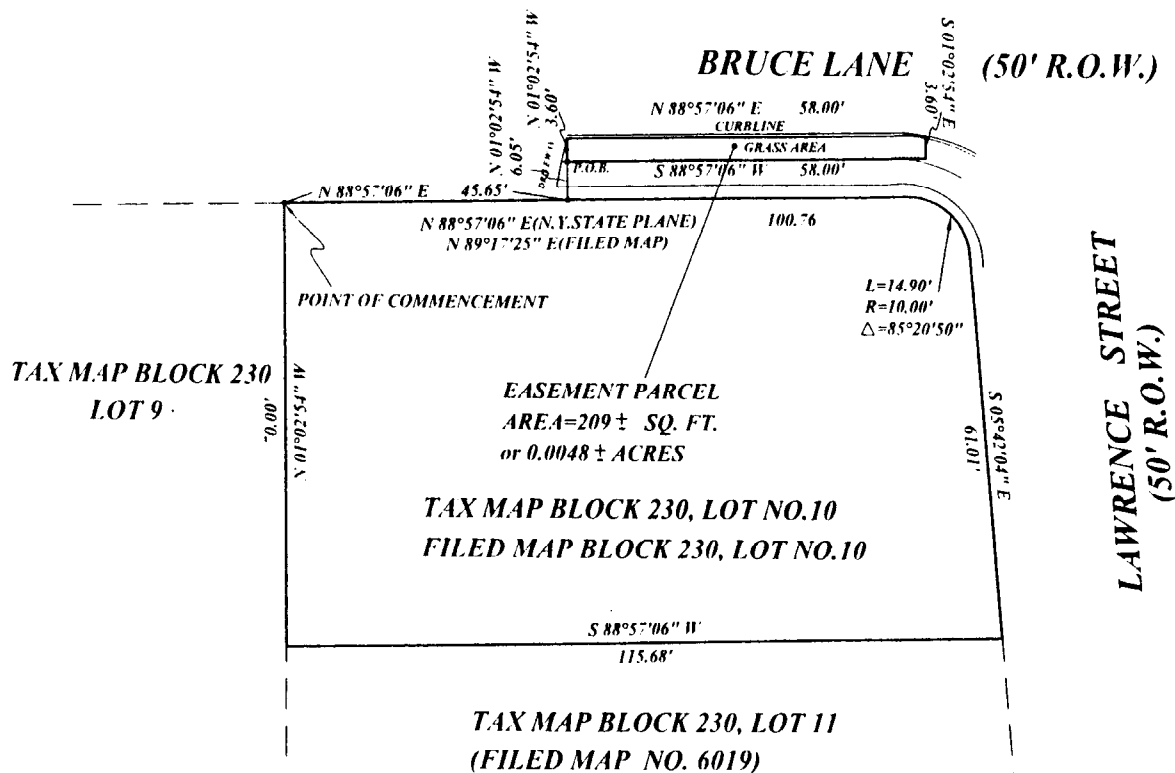 BRUCE LANE (50' R.O.W.)
N 01°02'54" W
3.60'
N 01°02'54" W
6.05'
S 01°02'54" E
3.60'
N 88°57'06" E 58.00'
CURBLINE
GRASS AREA
P.O.B.
S 88°57'06" W 58.00'
N 88°57'06" E 45.65'
N 88°57'06" E(N.Y.STATE PLANE) 100.76
N 89°17'25" E(FILED MAP)
POINT OF COMMENCEMENT
L=14.90'
R=10.00'
△=85°20'50"
LAWRENCE STREET
(50' R.O.W.)
TAX MAP BLOCK 230
LOT 9
N 01°02'54" W
EASEMENT PARCEL
AREA=209 ± SQ. FT.
or 0.0048 ± ACRES
S 05°42'04" E
61.01'
TAX MAP BLOCK 230, LOT NO.10
FILED MAP BLOCK 230, LOT NO.10
S 88°57'06" W
115.68'
TAX MAP BLOCK 230, LOT 11
(FILED MAP NO. 6019)